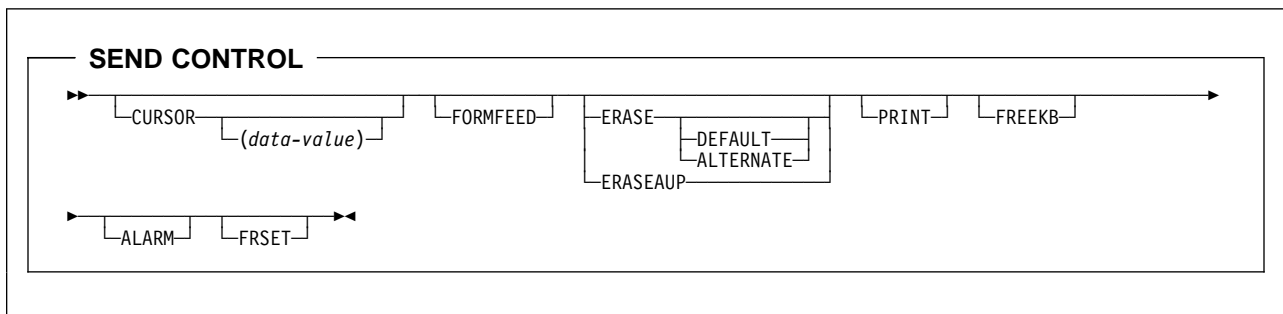 SEND CONTROL
CURSOR FORMFEED ERASE PRINT FREEKB
(data-value) DEFAULT
ALTERNATE
ERASEAUP
ALARM FRSET